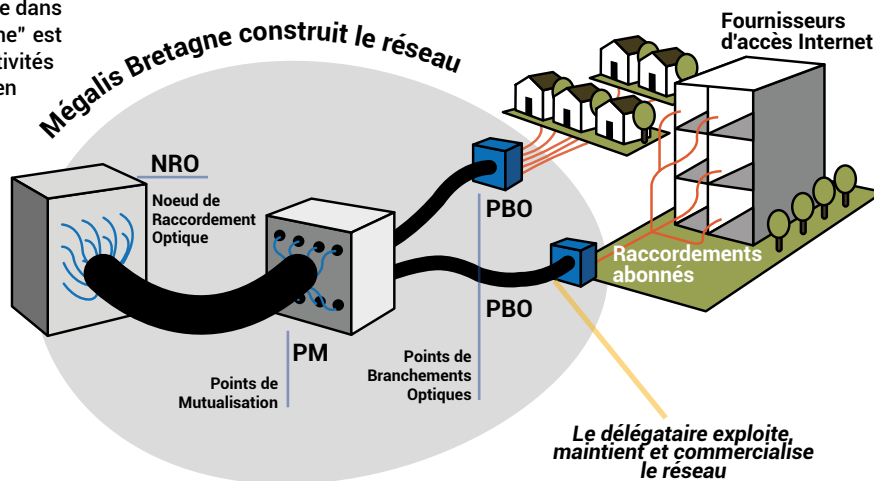 e dans
ne" est
tivités
en
Mégalis Bretagne construit le réseau
Fournisseurs
d'accès Internet
NRO
Noeud de
Raccordement
Optique
PBO
Raccordements
abonnés
PBO
PM
Points de
Mutualisation
Points de
Branchements
Optiques
Le délégataire exploite,
maintient et commercialise
le réseau